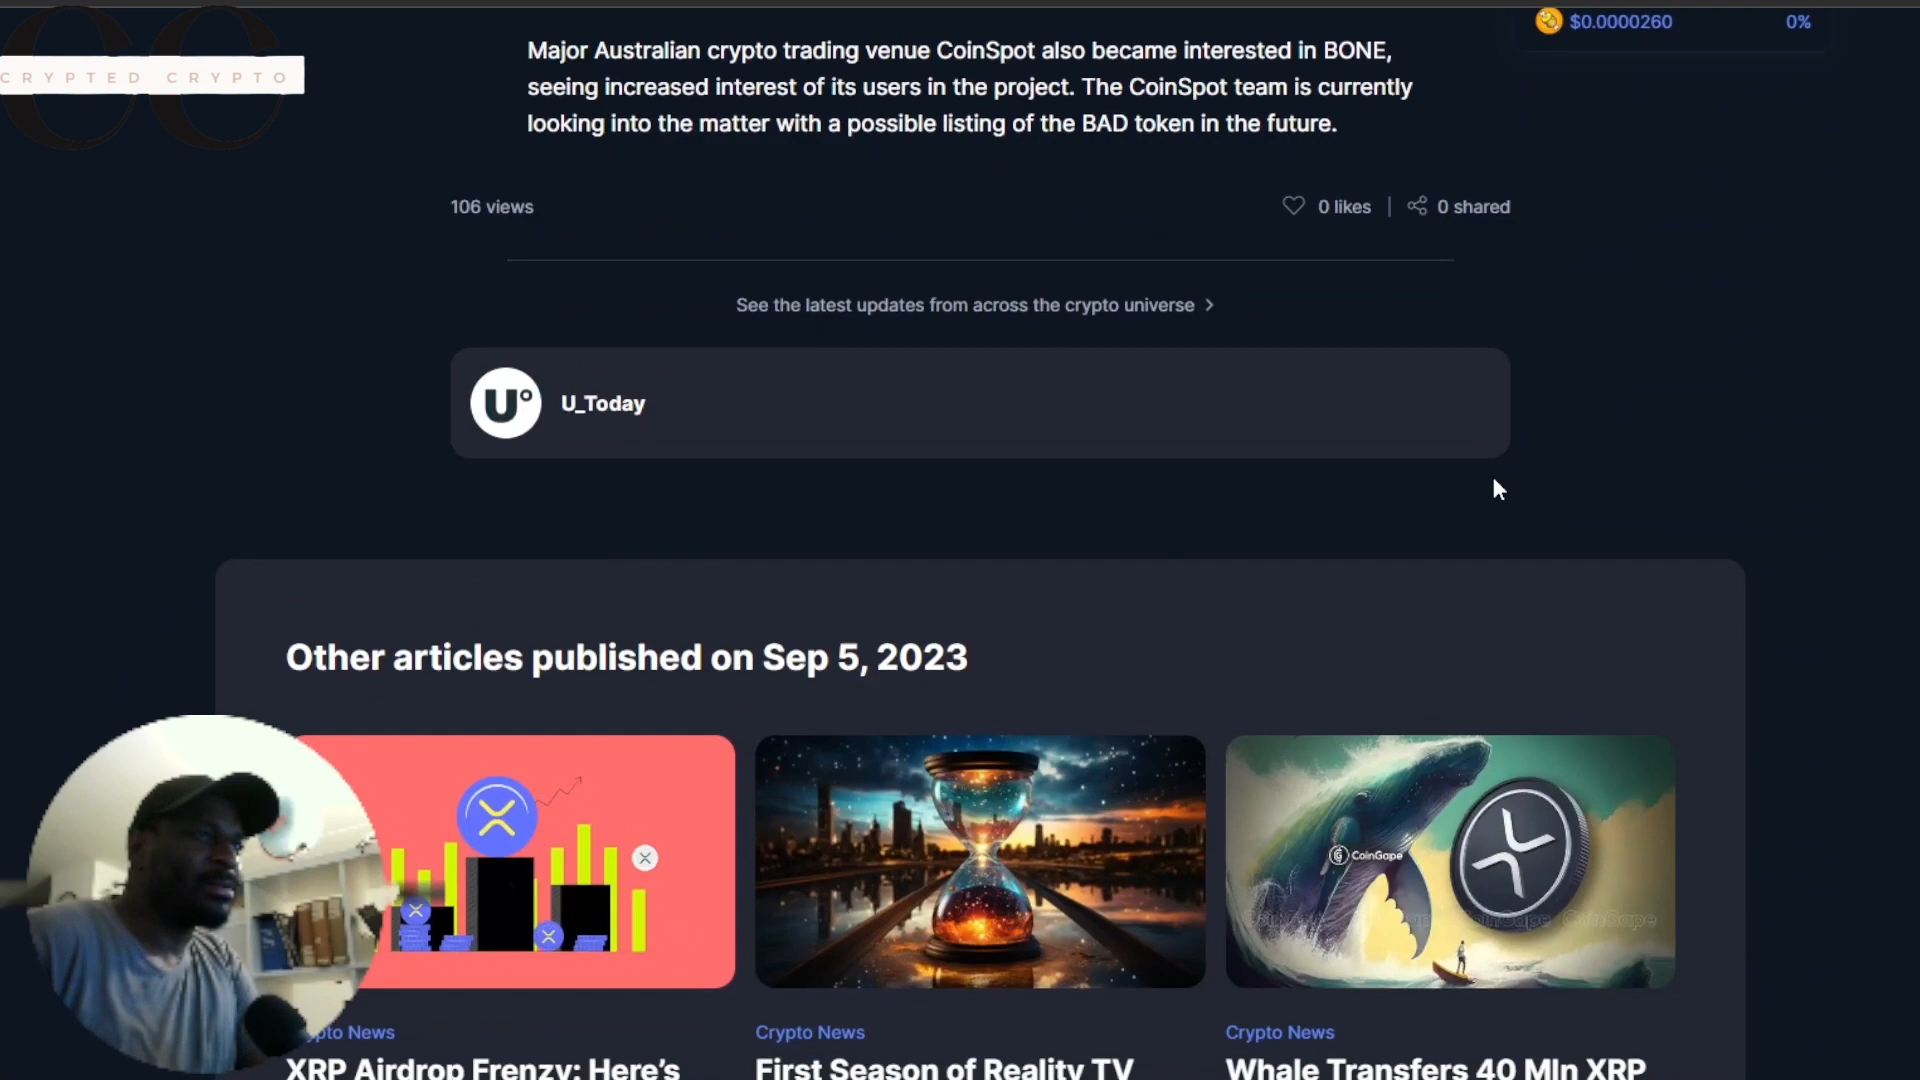 $0.0000260 0%
Major Australian crypto trading venue CoinSpot also became interested in BONE,
seeing increased interest of its users in the project. The CoinSpot team is currently
looking into the matter with a possible listing of the BAD token in the future.
CRYPTED CRYPTO
106 views
0 likes | 0 shared
See the latest updates from across the crypto universe >
U° U_Today
Other articles published on Sep 5, 2023
CoinGape
CoinGape
Crypto News
Crypto News
Crypto News
XRP Airdrop Frenzy: Here's
First Season of Reality TV
Whale Transfers 40 Mln XRP